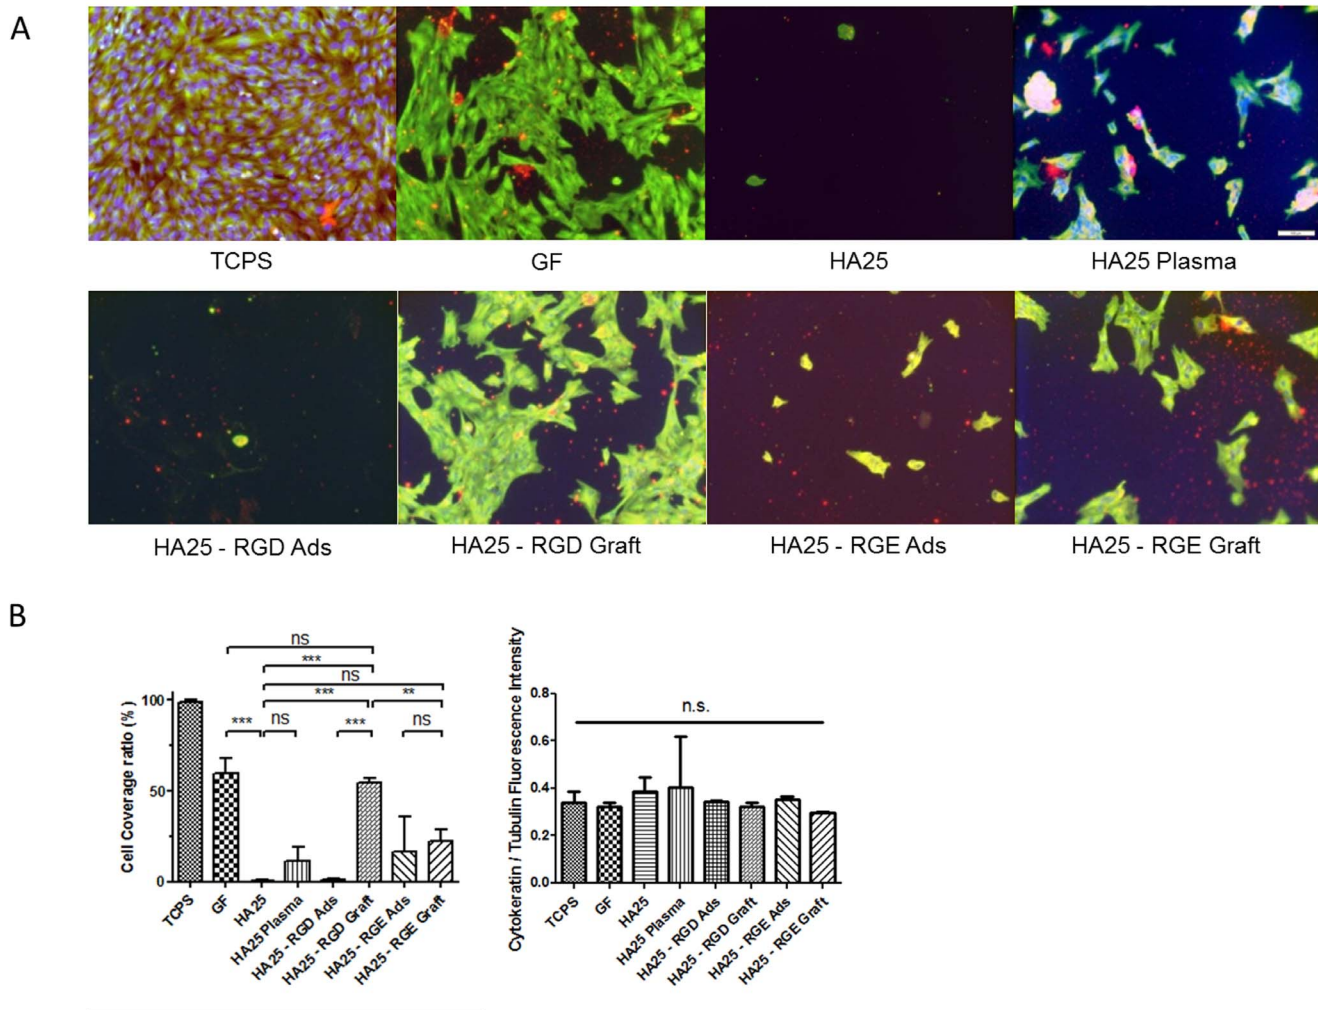 A
TCPS
GF
HA25
HA25 Plasma
HA25 - RGD Ads
HA25 - RGD Graft
HA25 - RGE Ads
HA25 - RGE Graft
B
Cell Coverage ratio (%)
100
50
0
ns
***
ns
***
**
***
ns
***
ns
TCPS
GF
HA25
HA25 Plasma
HA25 - RGD Ads
HA25 - RGD Graft
HA25 - RGE Ads
HA25 - RGE Graft
Cytokeratin / Tubulin Fluorescence Intensity
0.8
0.6
0.4
0.2
0.0
n.s.
TCPS
GF
HA25
HA25 Plasma
HA25 - RGD Ads
HA25 - RGD Graft
HA25 - RGE Ads
HA25 - RGE Graft